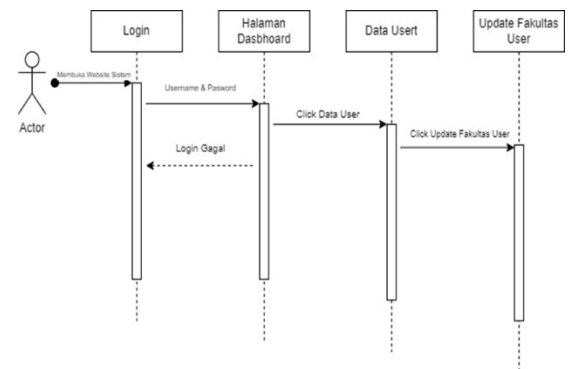 Login
Halaman
Dasbhoard
Data Usert
Update Fakultas
User
Membuka Website Sistem
Username & Pasword
Click Data User
Click Update Fakultas User
Login Gagal
Actor